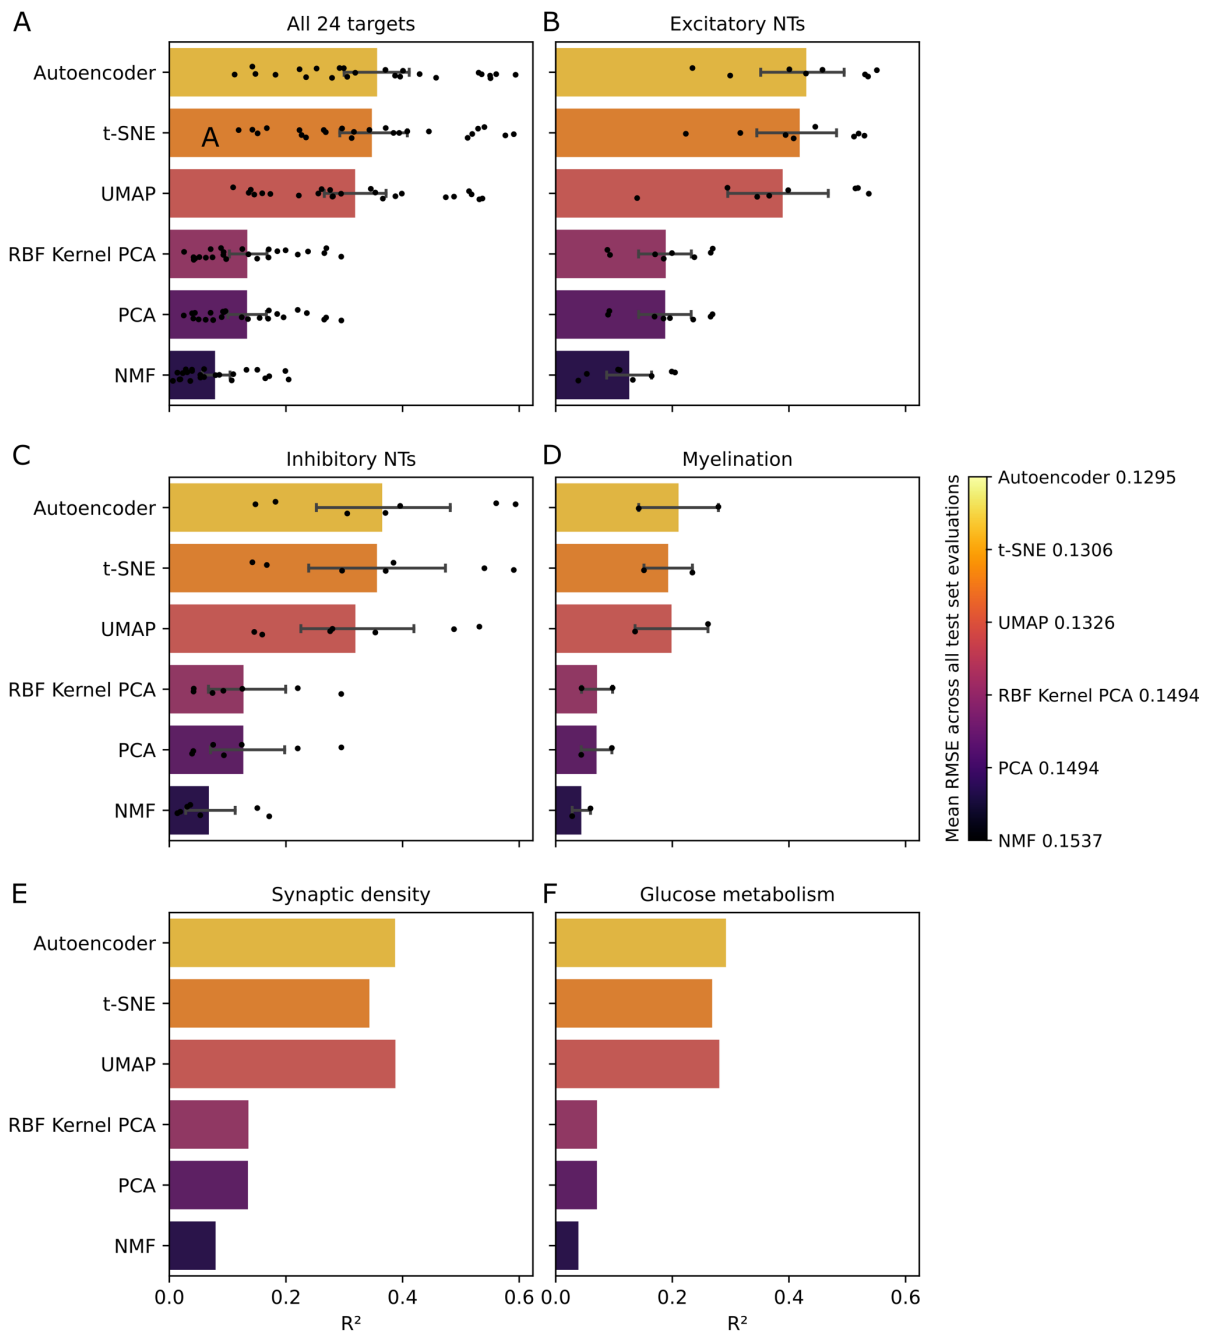 A All 24 targets
B Excitatory NTs
Autoencoder
t-SNE
A
UMAP
RBF Kernel PCA
PCA
NMF
C Inhibitory NTs
D Myelination
Autoencoder
t-SNE
UMAP
RBF Kernel PCA
PCA
NMF
Mean RMSE across all test set evaluations
Autoencoder 0.1295
t-SNE 0.1306
UMAP 0.1326
RBF Kernel PCA 0.1494
PCA 0.1494
NMF 0.1537
E Synaptic density
F Glucose metabolism
Autoencoder
t-SNE
UMAP
RBF Kernel PCA
PCA
NMF
0.0 0.2 0.4 0.6
R²
0.0 0.2 0.4 0.6
R²